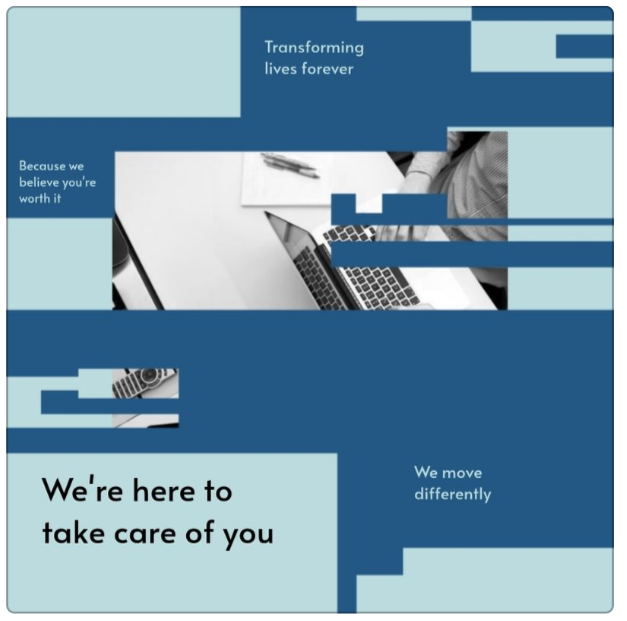 Transforming
lives forever
Because we
believe you're
worth it
We're here to
take care of you
We move
differently